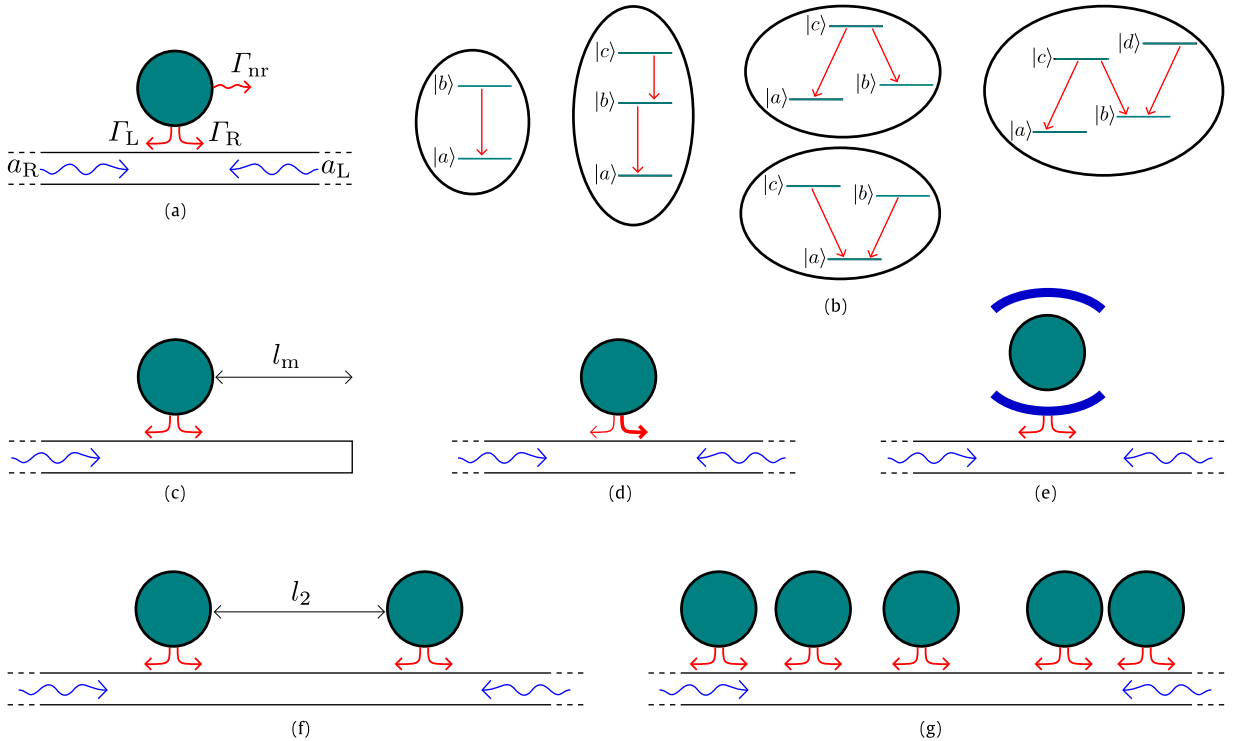 Γnr
ΓL ΓR
aR aL
(a)
|b⟩
|a⟩
|c⟩
|b⟩
|a⟩
|c⟩
|a⟩ |b⟩
|c⟩ |b⟩
|a⟩
|c⟩ |d⟩
|a⟩ |b⟩
(b)
lm
(c)
(d)
(e)
l2
(f)
(g)